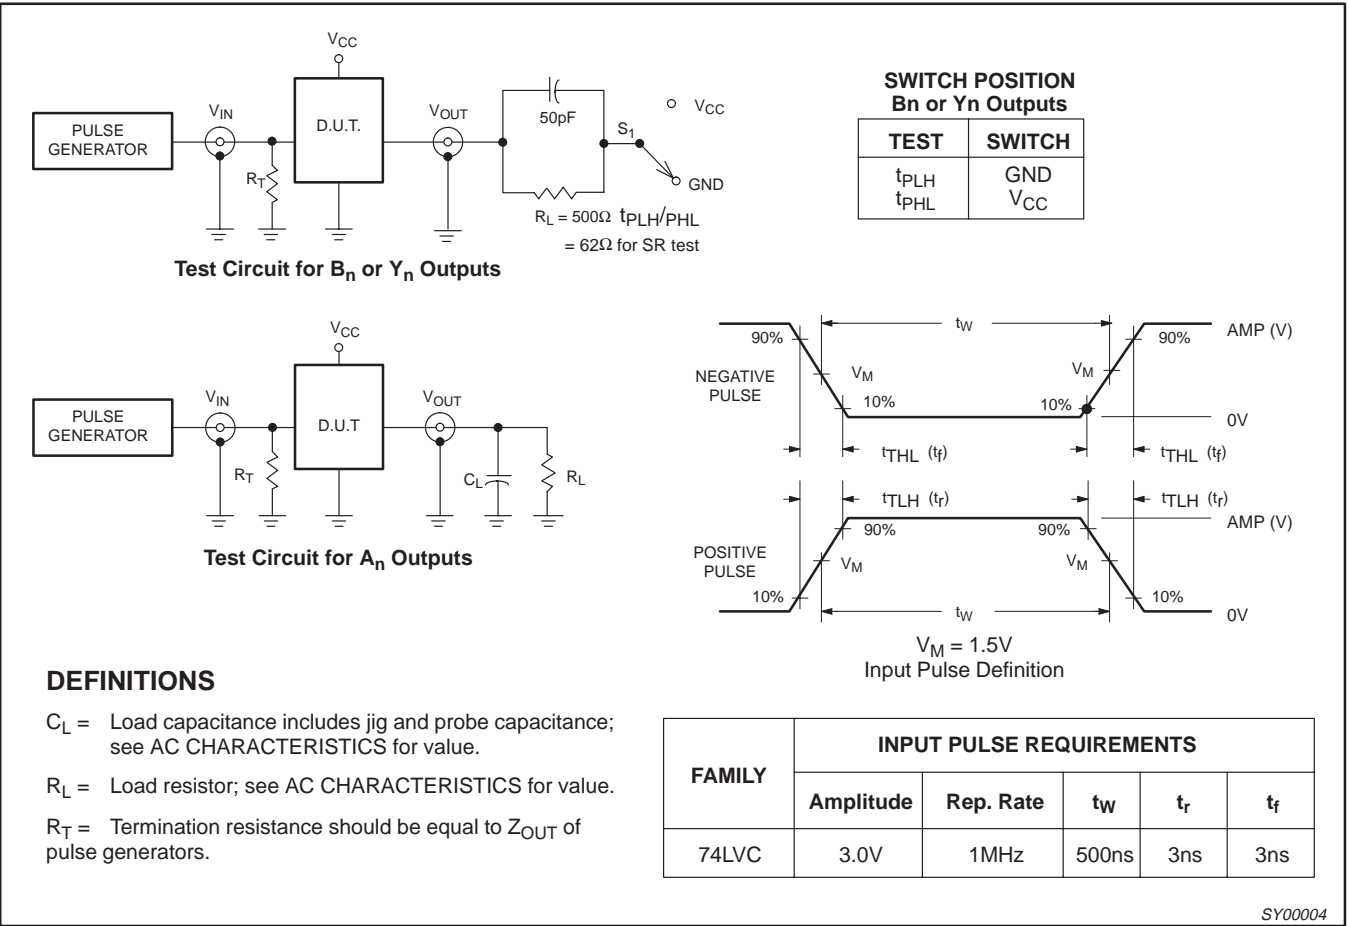 VCC
VIN
PULSE
GENERATOR
D.U.T.
VOUT
RT
50pF
S1
VCC
GND
RL = 500Ω tPLH/PHL
= 62Ω for SR test
Test Circuit for Bn or Yn Outputs
SWITCH POSITION
Bn or Yn Outputs
TEST SWITCH
tPLH GND
tPHL VCC
VCC
VIN
PULSE
GENERATOR
D.U.T
VOUT
RT
CL
RL
Test Circuit for An Outputs
tW
90%
90%
AMP (V)
NEGATIVE
PULSE
VM
VM
10%
10%
0V
tTHL (tf)
tTHL (tf)
tTLH (tr)
tTLH (tr)
AMP (V)
90%
90%
POSITIVE
PULSE
VM
VM
10%
10%
tW
0V
VM = 1.5V
Input Pulse Definition
DEFINITIONS
CL = Load capacitance includes jig and probe capacitance;
see AC CHARACTERISTICS for value.
RL = Load resistor; see AC CHARACTERISTICS for value.
RT = Termination resistance should be equal to ZOUT of
pulse generators.
FAMILY
INPUT PULSE REQUIREMENTS
Amplitude Rep. Rate tW tr tf
74LVC 3.0V 1MHz 500ns 3ns 3ns
SY00004